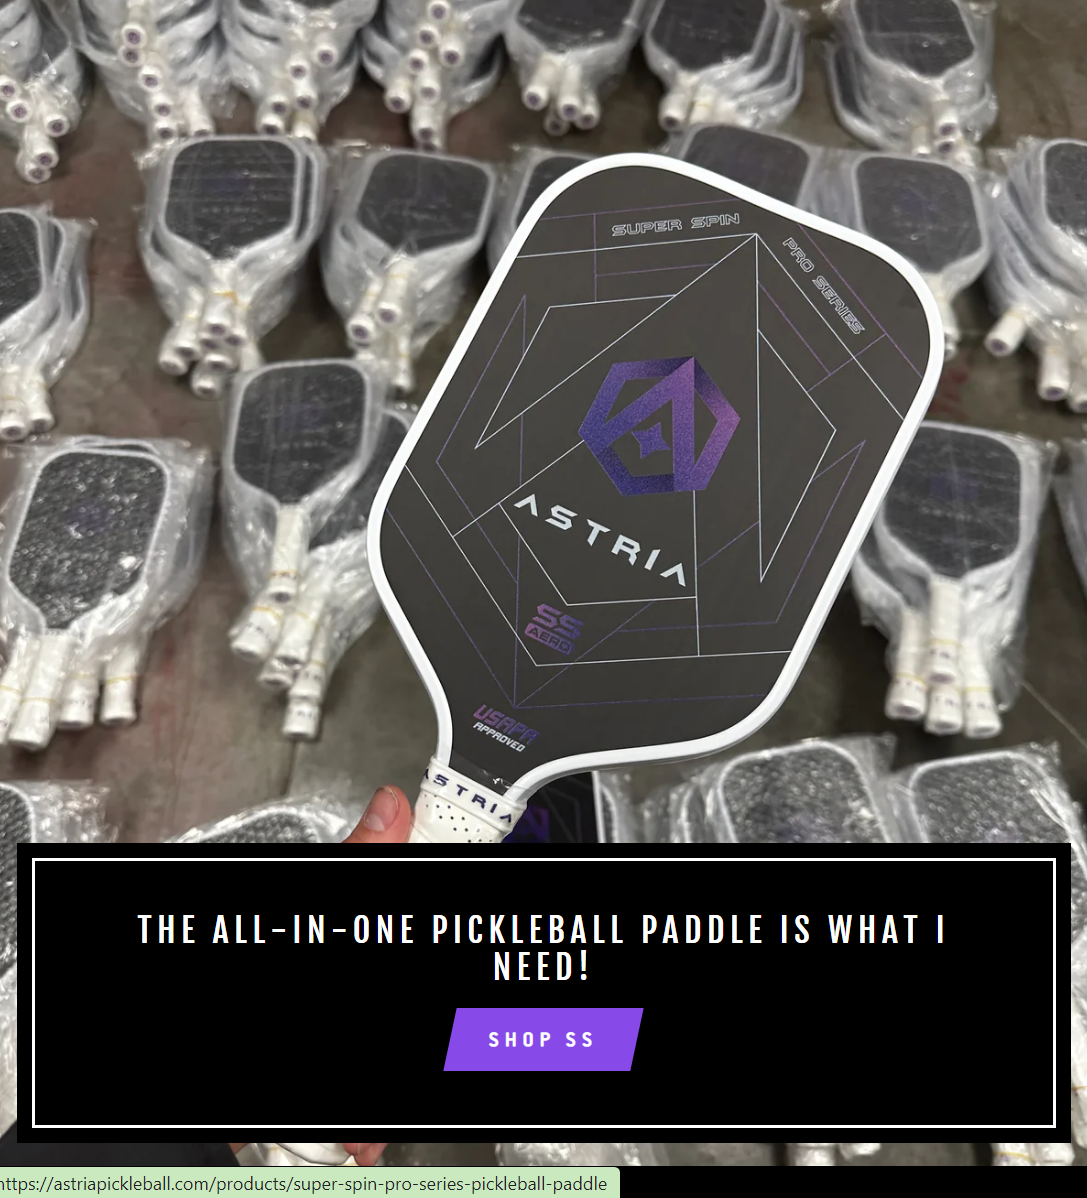 SUPER SPIN
PRO SERIES
ASTRIA
SS
AERO
USAPA
APPROVED
ASTRIA
THE ALL-IN-ONE PICKLEBALL PADDLE IS WHAT I
NEED!
SHOP SS
https://astriapickleball.com/products/super-spin-pro-series-pickleball-paddle